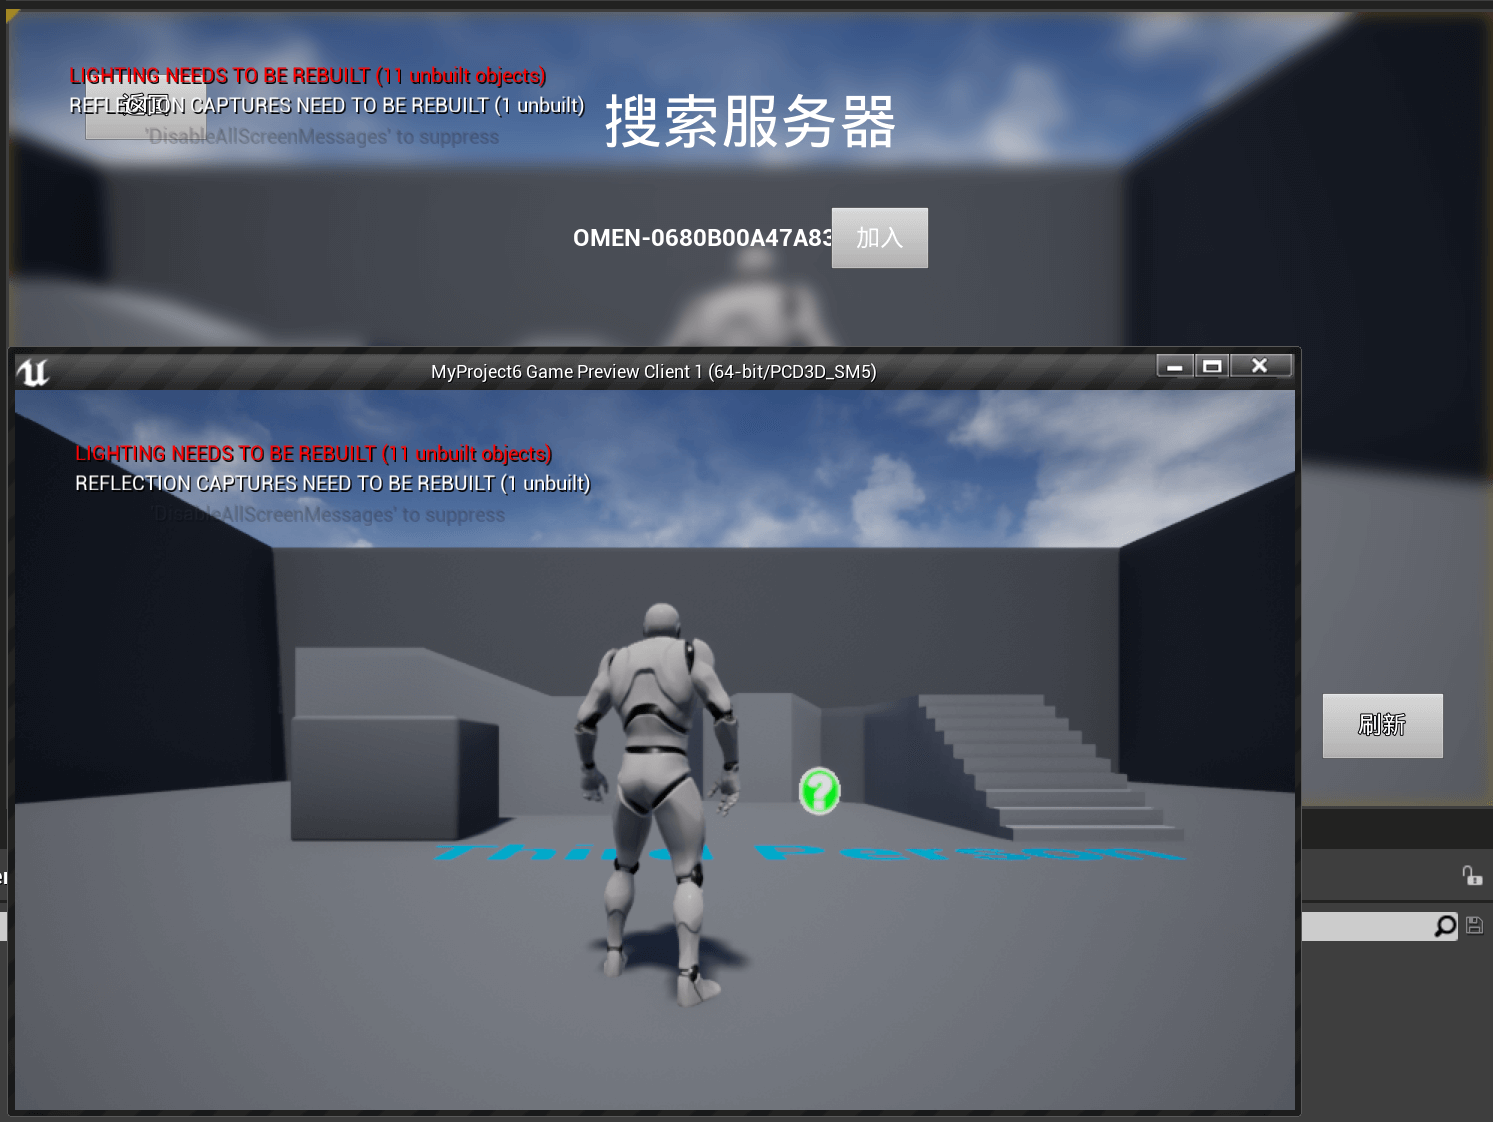 LIGHTING NEEDS TO BE REBUILT (11 unbuilt objects)
返回
REFLECTION CAPTURES NEED TO BE REBUILT (1 unbuilt)
'DisableAllScreenMessages' to suppress
搜索服务器
OMEN-0680B00A47A83
加入
MyProject6 Game Preview Client 1 (64-bit/PCD3D_SM5)
LIGHTING NEEDS TO BE REBUILT (11 unbuilt objects)
REFLECTION CAPTURES NEED TO BE REBUILT (1 unbuilt)
'DisableAllScreenMessages' to suppress
刷新
?
Third Person